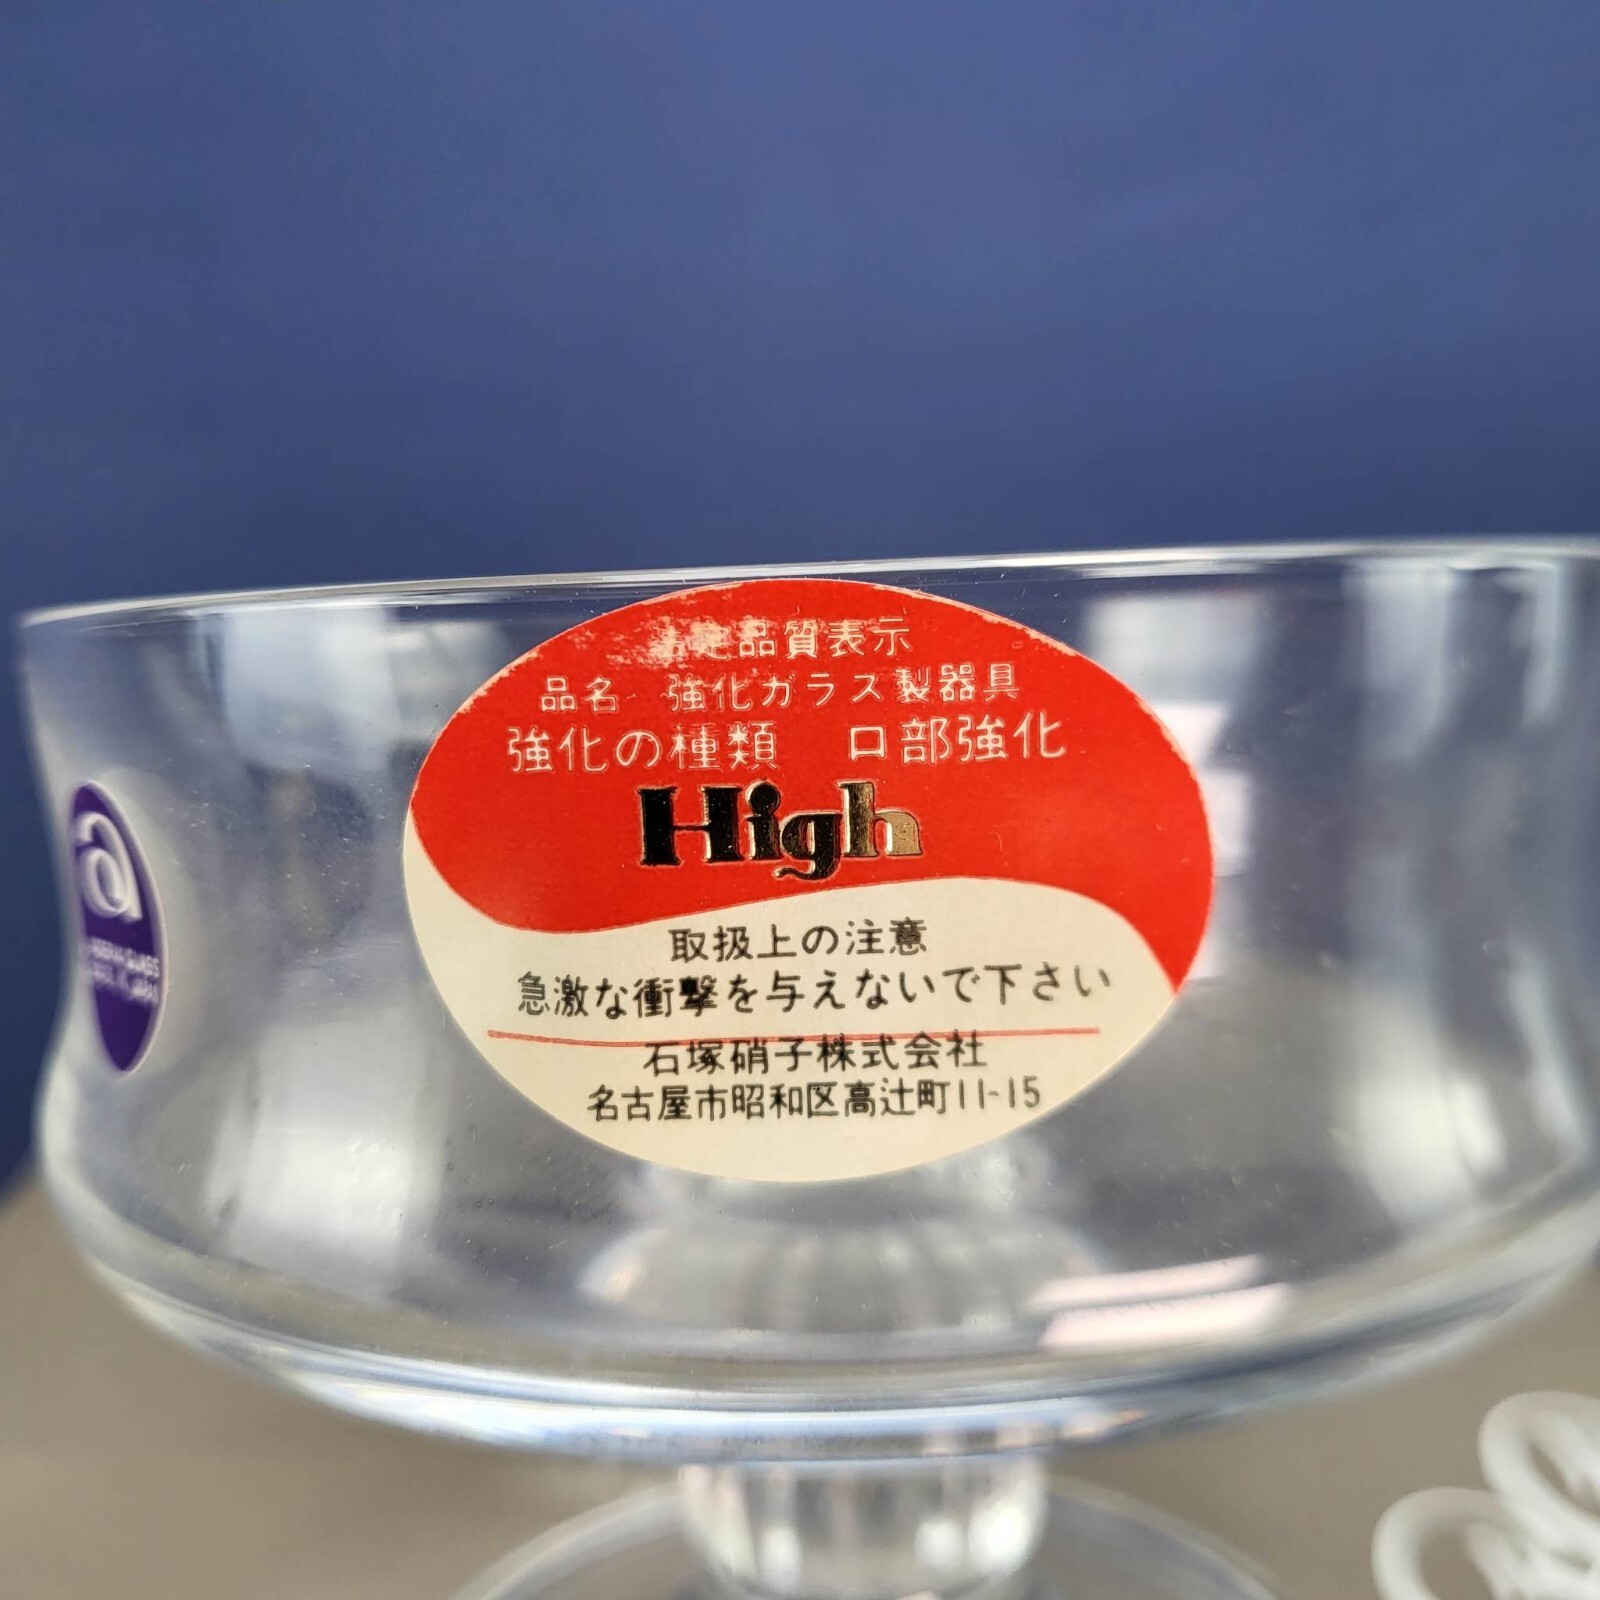 品質表示
品名 強化ガラス製器具
強化の種類 口部強化
High
取扱上の注意
急激な衝撃を与えないで下さい
石塚硝子株式会社
名古屋市昭和区高辻町11-15
a
GLASS
JAPAN